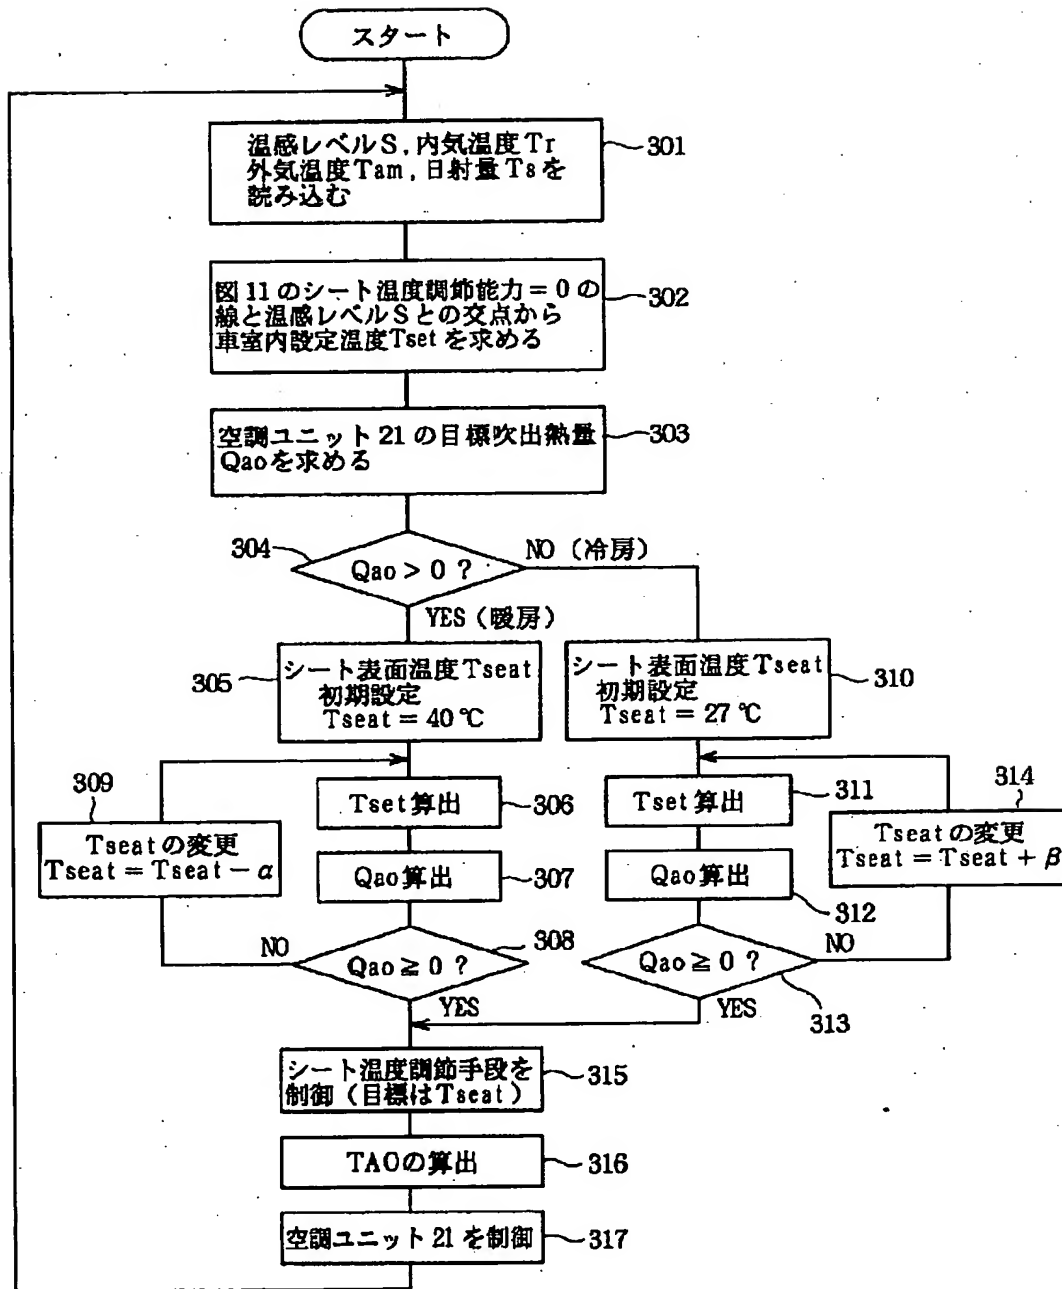 スタート
温感レベルS,内気温度Tr
外気温度Tam,日射量Tsを
読み込む
301
図11のシート温度調節能力=0の
線と温感レベルSとの交点から
車室内設定温度Tsetを求める
302
空調ユニット21の目標吹出熱量
Qaoを求める
303
304
Qao > 0 ?
NO (冷房)
YES (暖房)
305
シート表面温度Tseat
初期設定
Tseat = 40℃
シート表面温度Tseat
初期設定
Tseat = 27℃
310
309
Tseatの変更
Tseat = Tseat − α
Tset算出
306
Tset算出
311
314
Tseatの変更
Tseat = Tseat + β
Qao算出
307
Qao算出
312
NO
Qao ≧ 0 ?
308
YES
Qao ≧ 0 ?
NO
313
YES
シート温度調節手段を
制御(目標はTseat)
315
TAOの算出
316
空調ユニット21を制御
317